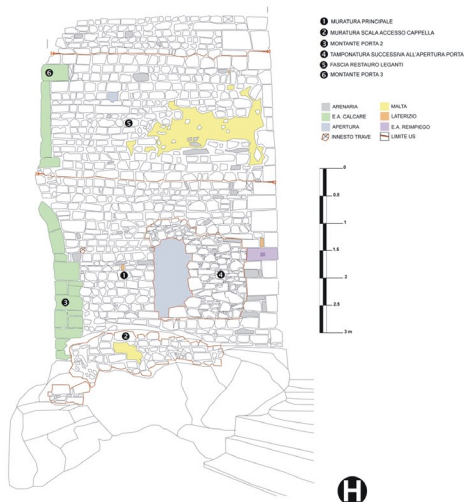 1 MURATURA PRINCIPALE
2 MURATURA SCALA ACCESSO CAPPELLA
3 MONTANTE PORTA 2
4 TAMPONATURA SUCCESSIVA ALL'APERTURA PORTA
5 FASCIA RESTAURO LEGANTI
6 MONTANTE PORTA 3
ARENARIA MALTA
E.A. CALCARE LATERIZIO
APERTURA E.A. REIMPIEGO
INNESTO TRAVE LIMITE US
0
0.5
1
1.5
2
2.5
3 m
6
5
1
4
3
2
H